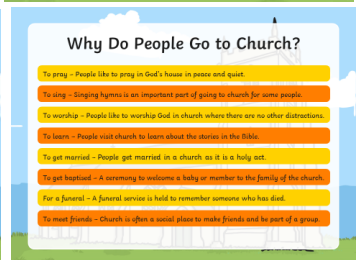 Why Do People Go to Church?
To pray – People like to pray in God's house in peace and quiet.
To sing – Singing hymns is an important part of going to church for some people.
To worship – People like to worship God in church where there are no other distractions.
To learn – People visit church to learn about the stories in the Bible.
To get married – People get married in a church as it is a holy act.
To get baptised – A ceremony to welcome a baby or member to the family of the church.
For a funeral – A funeral service is held to remember someone who has died.
To meet friends – Church is often a social place to make friends and be part of a group.